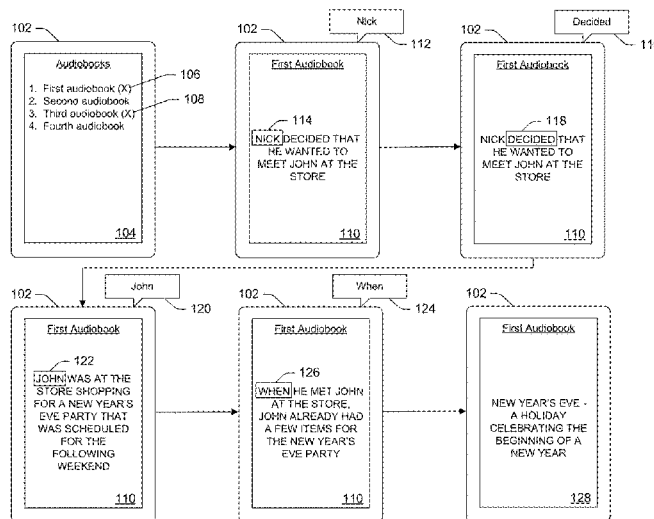 102
Audiobooks
1. First audiobook (X)
2. Second audiobook
3. Third audiobook (X)
4. Fourth audiobook
104
106
108
102
Nick
112
First Audiobook
114
NICK DECIDED THAT
HE WANTED TO
MEET JOHN AT THE
STORE
110
102
Decided
11
First Audiobook
118
NICK DECIDED THAT
HE WANTED TO
MEET JOHN AT THE
STORE
110
102
John
120
First Audiobook
122
JOHN WAS AT THE
STORE SHOPPING
FOR A NEW YEAR'S
EVE PARTY THAT
WAS SCHEDULED
FOR THE
FOLLOWING
WEEKEND
110
102
When
124
First Audiobook
126
WHEN HE MET JOHN
AT THE STORE,
JOHN ALREADY HAD
A FEW ITEMS FOR
THE NEW YEAR'S
EVE PARTY
110
102
First Audiobook
NEW YEAR'S EVE -
A HOLIDAY
CELEBRATING THE
BEGINNING OF A
NEW YEAR
128